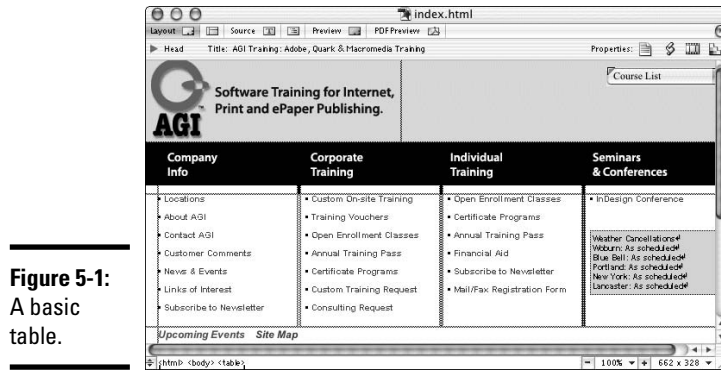 index.html
Layout Source Preview PDF Preview
Head Title: AGI Training: Adobe, Quark & Macromedia Training Properties:
Software Training for Internet,
Print and ePaper Publishing.
AGI
™
Course List
Company
Info
Corporate
Training
Individual
Training
Seminars
& Conferences
• Locations
• About AGI
• Contact AGI
• Customer Comments
• News & Events
• Links of Interest
• Subscribe to Newsletter
• Custom On-site Training
• Training Vouchers
• Open Enrollment Classes
• Annual Training Pass
• Certificate Programs
• Custom Training Request
• Consulting Request
• Open Enrollment Classes
• Certificate Programs
• Annual Training Pass
• Financial Aid
• Subscribe to Newsletter
• Mail/Fax Registration Form
• InDesign Conference
Weather Cancellations↵
Woburn: As scheduled↵
Blue Bell: As scheduled↵
Portland: As scheduled↵
New York: As scheduled↵
Lancaster: As scheduled↵
Upcoming Events Site Map
<html> <body> <table>
- 100% + 662 x 328
Figure 5-1:
A basic
table.